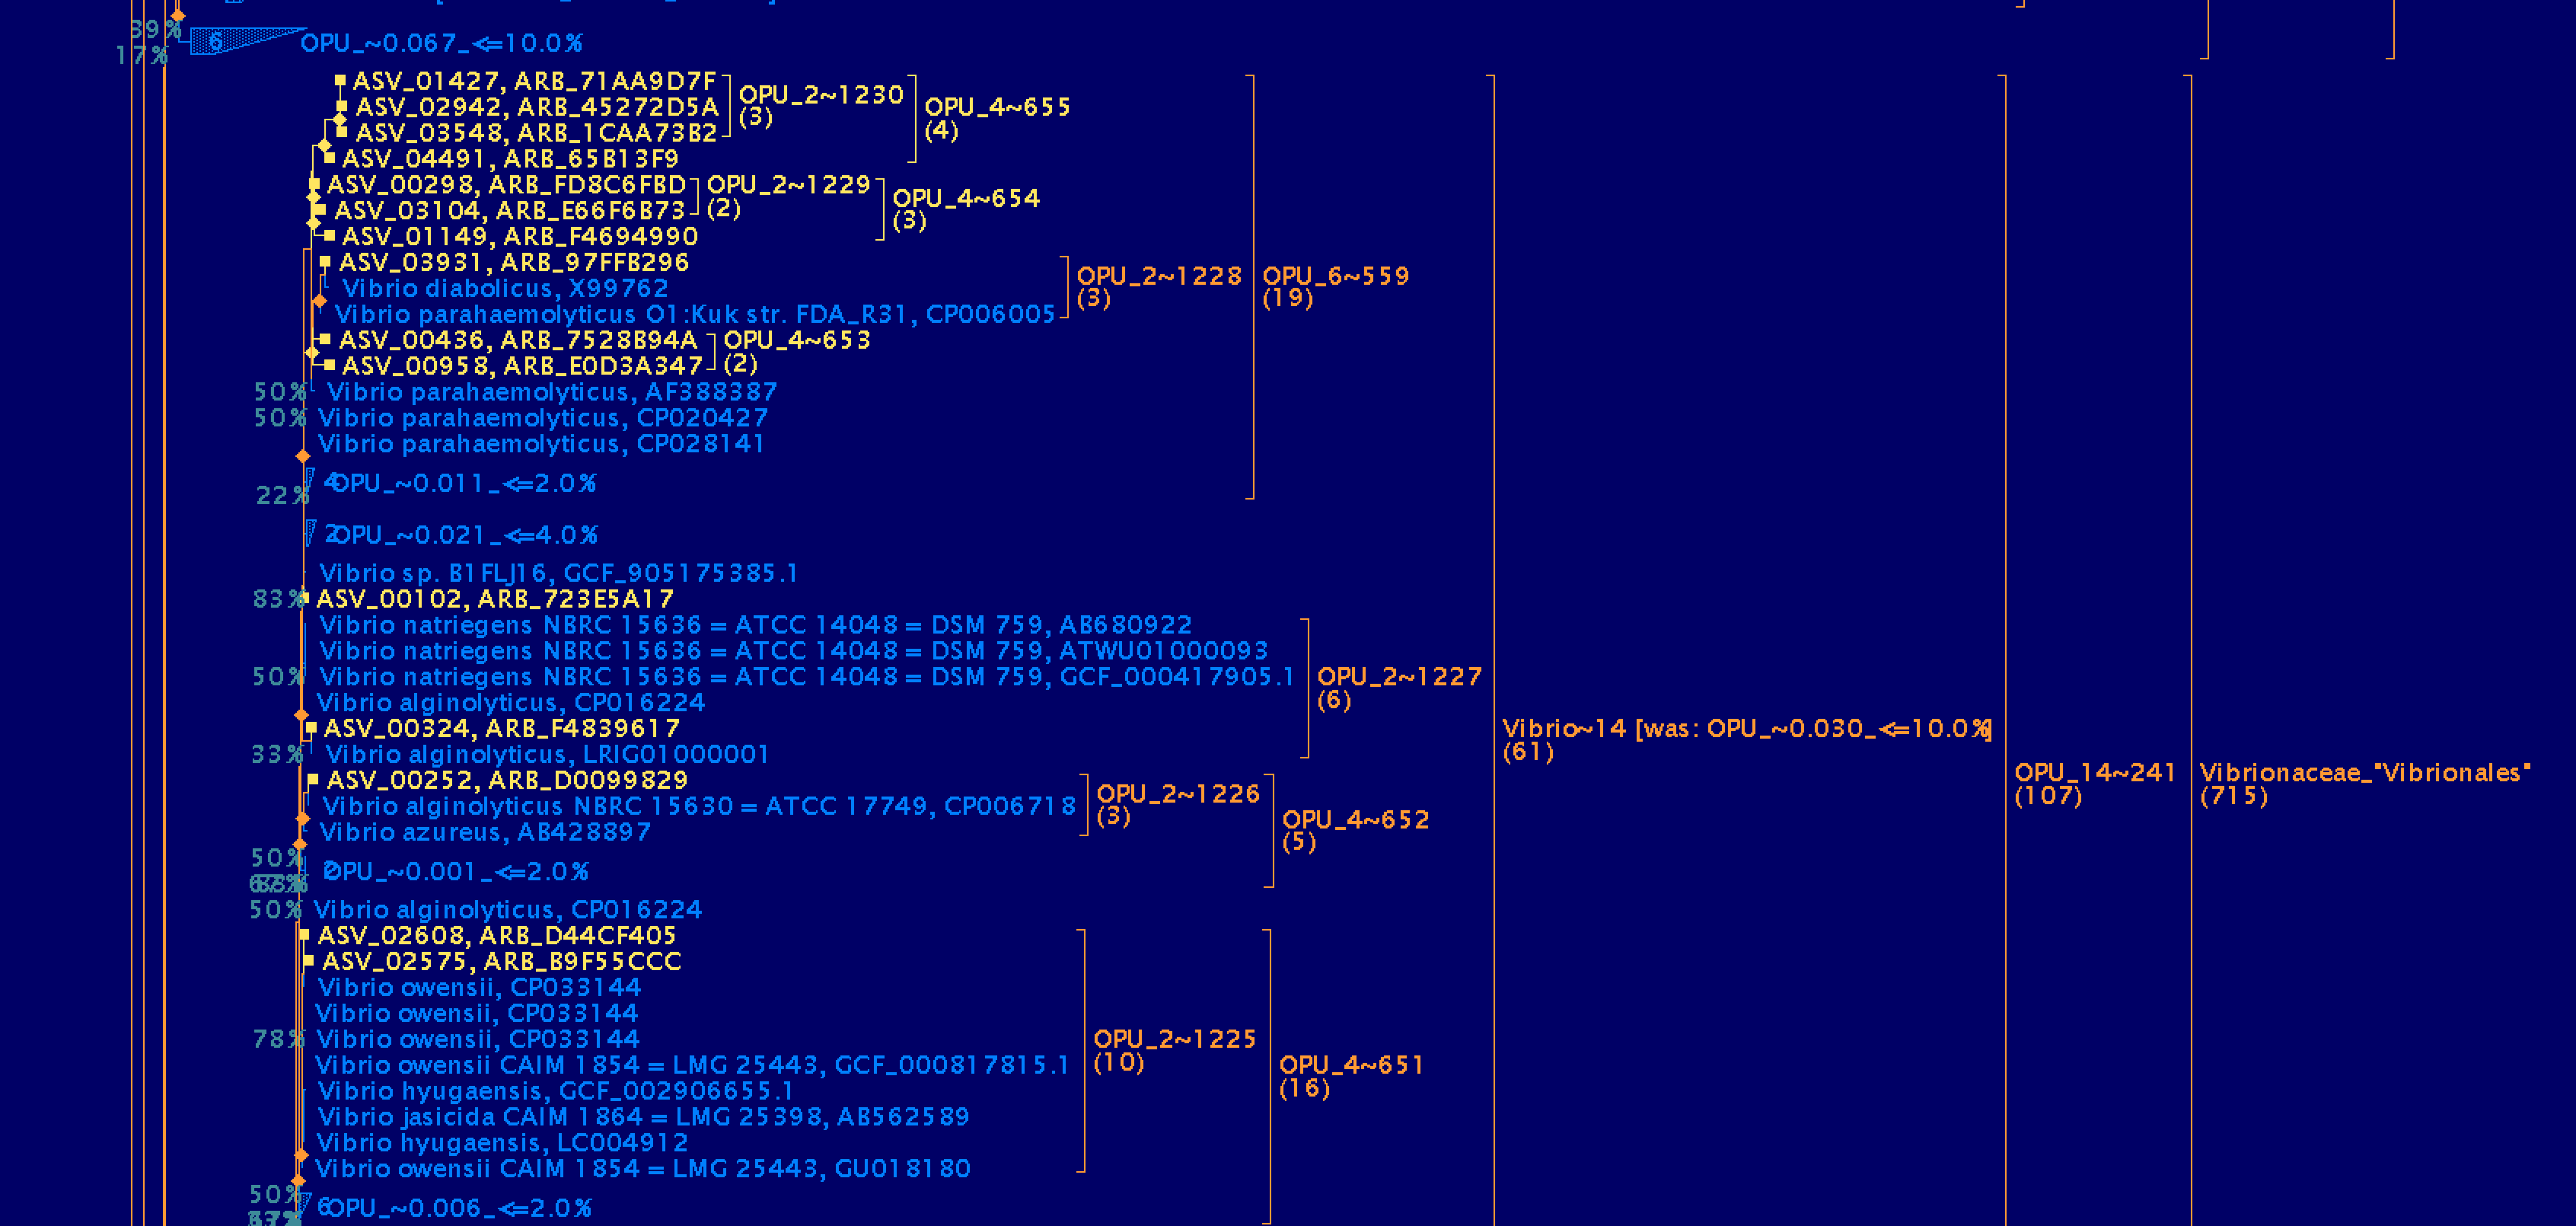 39%
6 OPU_~0.067_<=10.0%
17%
ASV_01427, ARB_71AA9D7F
OPU_2~1230
(3)
OPU_4~655
(4)
ASV_02942, ARB_45272D5A
ASV_03548, ARB_1CAA73B2
ASV_04491, ARB_65B13F9
ASV_00298, ARB_FD8C6FBD
OPU_2~1229
(2)
OPU_4~654
(3)
ASV_03104, ARB_E66F6B73
ASV_01149, ARB_F4694990
ASV_03931, ARB_97FFB296
OPU_2~1228
(3)
OPU_6~559
(19)
Vibrio diabolicus, X99762
Vibrio parahaemolyticus O1:Kuk str. FDA_R31, CP006005
ASV_00436, ARB_7528B94A
OPU_4~653
(2)
ASV_00958, ARB_E0D3A347
50% Vibrio parahaemolyticus, AF388387
50% Vibrio parahaemolyticus, CP020427
Vibrio parahaemolyticus, CP028141
4 OPU_~0.011_<=2.0%
22%
2 OPU_~0.021_<=4.0%
Vibrio sp. B1FLJ16, GCF_905175385.1
83% ASV_00102, ARB_723E5A17
Vibrio natriegens NBRC 15636 = ATCC 14048 = DSM 759, AB680922
Vibrio natriegens NBRC 15636 = ATCC 14048 = DSM 759, ATWU01000093
50% Vibrio natriegens NBRC 15636 = ATCC 14048 = DSM 759, GCF_000417905.1
OPU_2~1227
(6)
Vibrio alginolyticus, CP016224
ASV_00324, ARB_F4839617
Vibrio~14 [was: OPU_~0.030_<=10.0%]
(61)
33% Vibrio alginolyticus, LRIG01000001
ASV_00252, ARB_D0099829
OPU_14~241
(107)
Vibrionaceae_"Vibrionales"
(715)
Vibrio alginolyticus NBRC 15630 = ATCC 17749, CP006718
OPU_2~1226
(3)
OPU_4~652
(5)
Vibrio azureus, AB428897
50%
2 OPU_~0.001_<=2.0%
50% Vibrio alginolyticus, CP016224
ASV_02608, ARB_D44CF405
ASV_02575, ARB_B9F55CCC
Vibrio owensii, CP033144
Vibrio owensii, CP033144
78% Vibrio owensii, CP033144
OPU_2~1225
(10)
Vibrio owensii CAIM 1854 = LMG 25443, GCF_000817815.1
OPU_4~651
(16)
Vibrio hyugaensis, GCF_002906655.1
Vibrio jasicida CAIM 1864 = LMG 25398, AB562589
Vibrio hyugaensis, LC004912
Vibrio owensii CAIM 1854 = LMG 25443, GU018180
50%
6 OPU_~0.006_<=2.0%